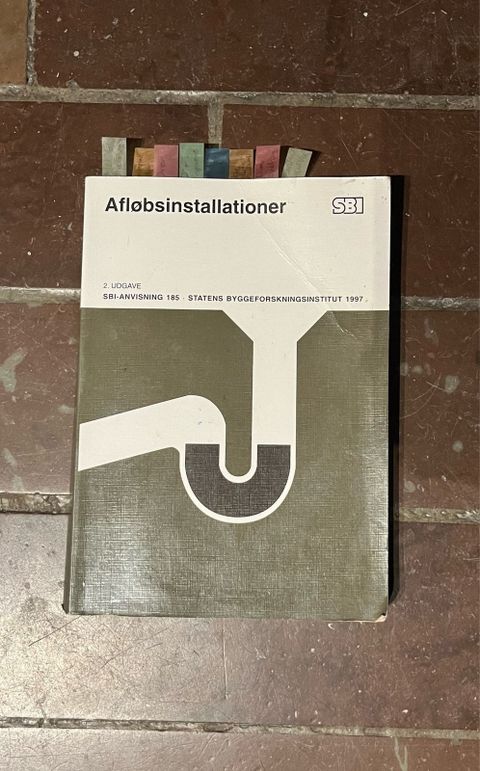 Afløbsinstallationer
SBI
2. UDGAVE
SBI-ANVISNING 185 · STATENS BYGGEFORSKNINGSINSTITUT 1997